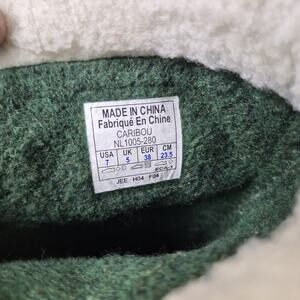 MADE IN CHINA
Fabriqué En Chine
CARIBOU
NL1005-280
USA UK EUR CM
7 5 38 23.5
JEE H04 F04